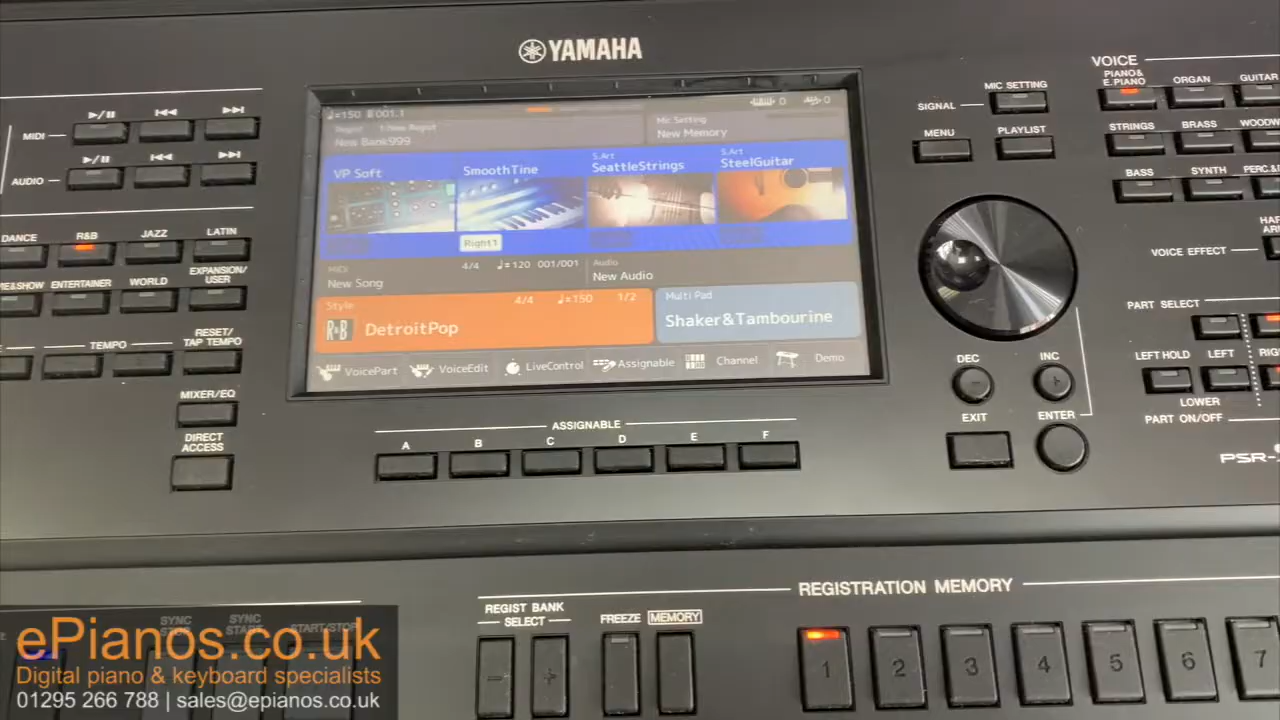 YAMAHA
VOICE
PIANO& E. PIANO
ORGAN
GUITAR
MIC SETTING
SIGNAL
MENU
PLAYLIST
STRINGS
BRASS
BASS
SYNTH
VOICE EFFECT
PART SELECT
LEFT HOLD
LEFT
LOWER
PART ON/OFF
MIDI
AUDIO
DANCE
R&B
JAZZ
LATIN
ENTERTAINER
WORLD
EXPANSION/
USER
TEMPO
RESET/
TAP TEMPO
MIXER/EQ
DIRECT
ACCESS
♩=150 001.1
New Bank999
Mic Setting
New Memory
VP Soft
SmoothTine
S.Art
SeattleStrings
S.Art
SteelGuitar
Right1
MIDI
4/4 ♩=120 001/001
New Song
Audio
New Audio
Style
4/4 ♩=150 1/2
R&B
DetroitPop
Multi Pad
Shaker&Tambourine
VoicePart
VoiceEdit
LiveControl
Assignable
Channel
Demo
ASSIGNABLE
A B C D E F
DEC
INC
EXIT
ENTER
PSR-
REGIST BANK
SELECT
FREEZE
MEMORY
REGISTRATION MEMORY
- +
1 2 3 4 5 6 7
SYNC
SYNC
START/STOP
ePianos.co.uk
Digital piano & keyboard specialists
01295 266 788 | sales@epianos.co.uk